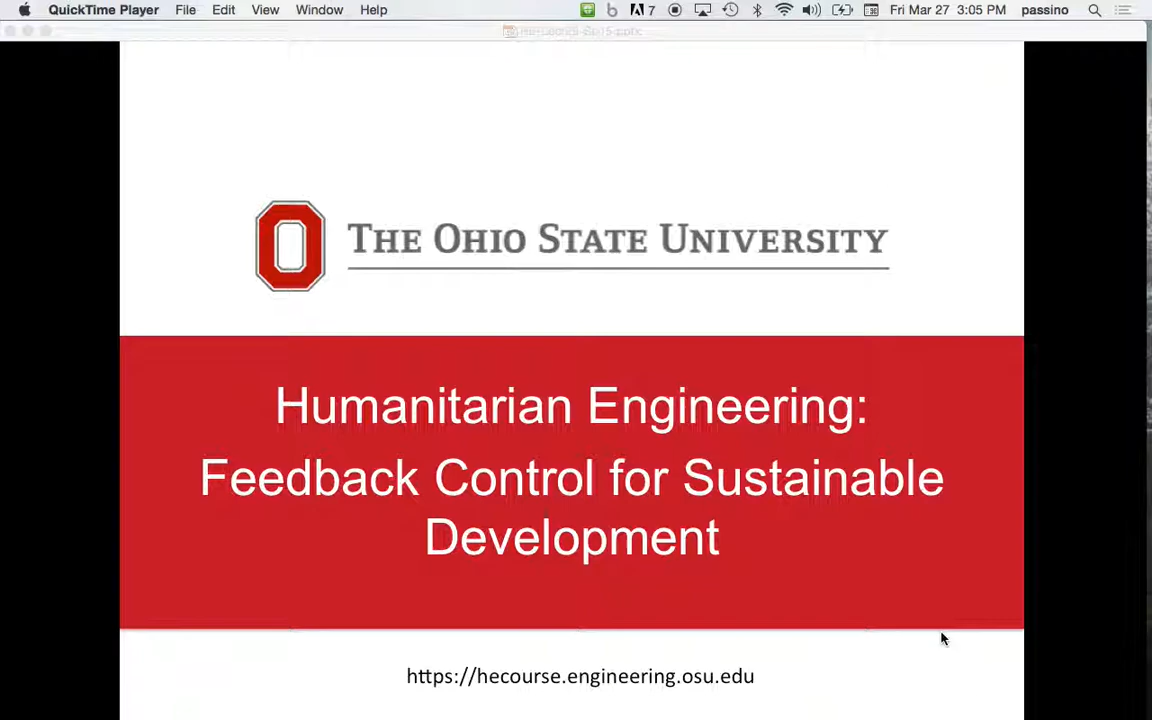 QuickTime Player File Edit View Window Help 7 Fri Mar 27 3:05 PM passino
THE OHIO STATE UNIVERSITY
Humanitarian Engineering:
Feedback Control for Sustainable
Development
https://hecourse.engineering.osu.edu